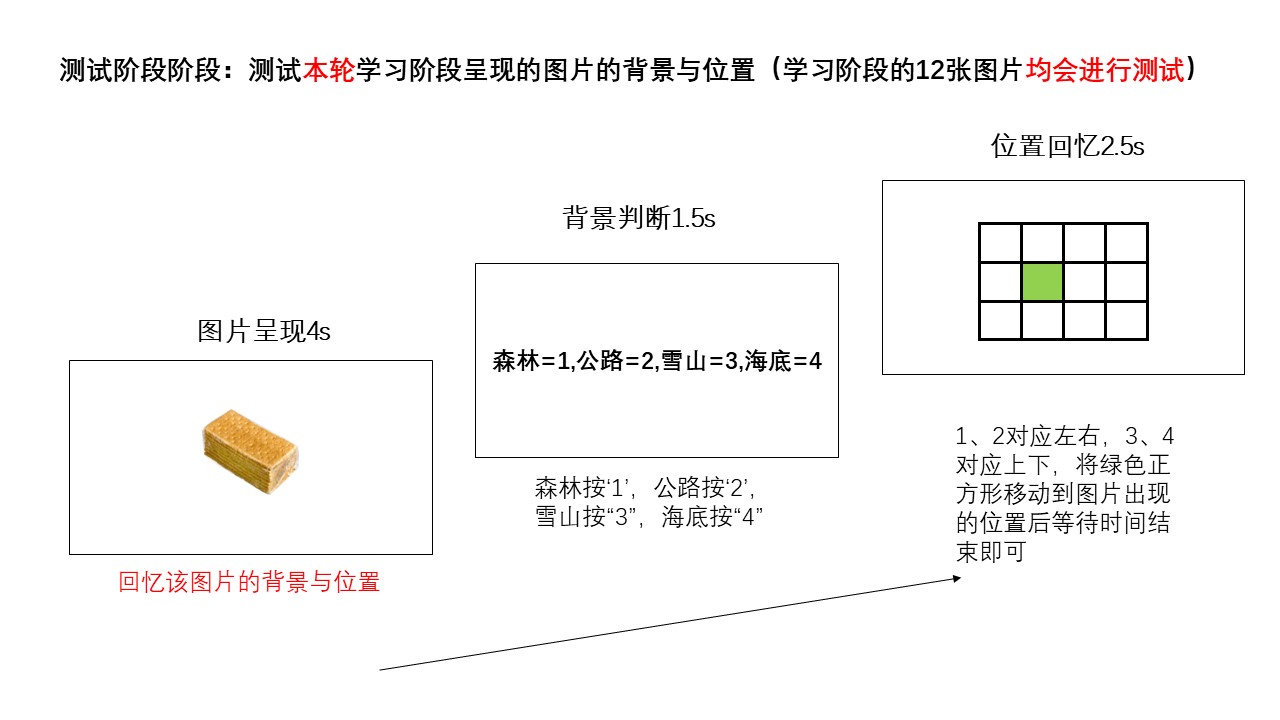 测试阶段阶段：测试本轮学习阶段呈现的图片的背景与位置（学习阶段的12张图片均会进行测试）
图片呈现4s
回忆该图片的背景与位置
背景判断1.5s
森林=1,公路=2,雪山=3,海底=4
森林按‘1’，公路按‘2’,
雪山按“3”，海底按“4”
位置回忆2.5s
1、2对应左右，3、4
对应上下，将绿色正
方形移动到图片出现
的位置后等待时间结
束即可